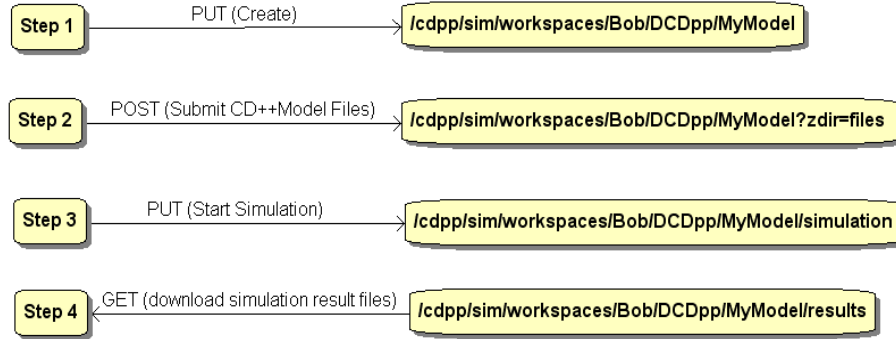 Step 1
PUT (Create)
/cdpp/sim/workspaces/Bob/DCDpp/MyModel
Step 2
POST (Submit CD++Model Files)
/cdpp/sim/workspaces/Bob/DCDpp/MyModel?zdir=files
Step 3
PUT (Start Simulation)
/cdpp/sim/workspaces/Bob/DCDpp/MyModel/simulation
Step 4
GET (download simulation result files)
/cdpp/sim/workspaces/Bob/DCDpp/MyModel/results